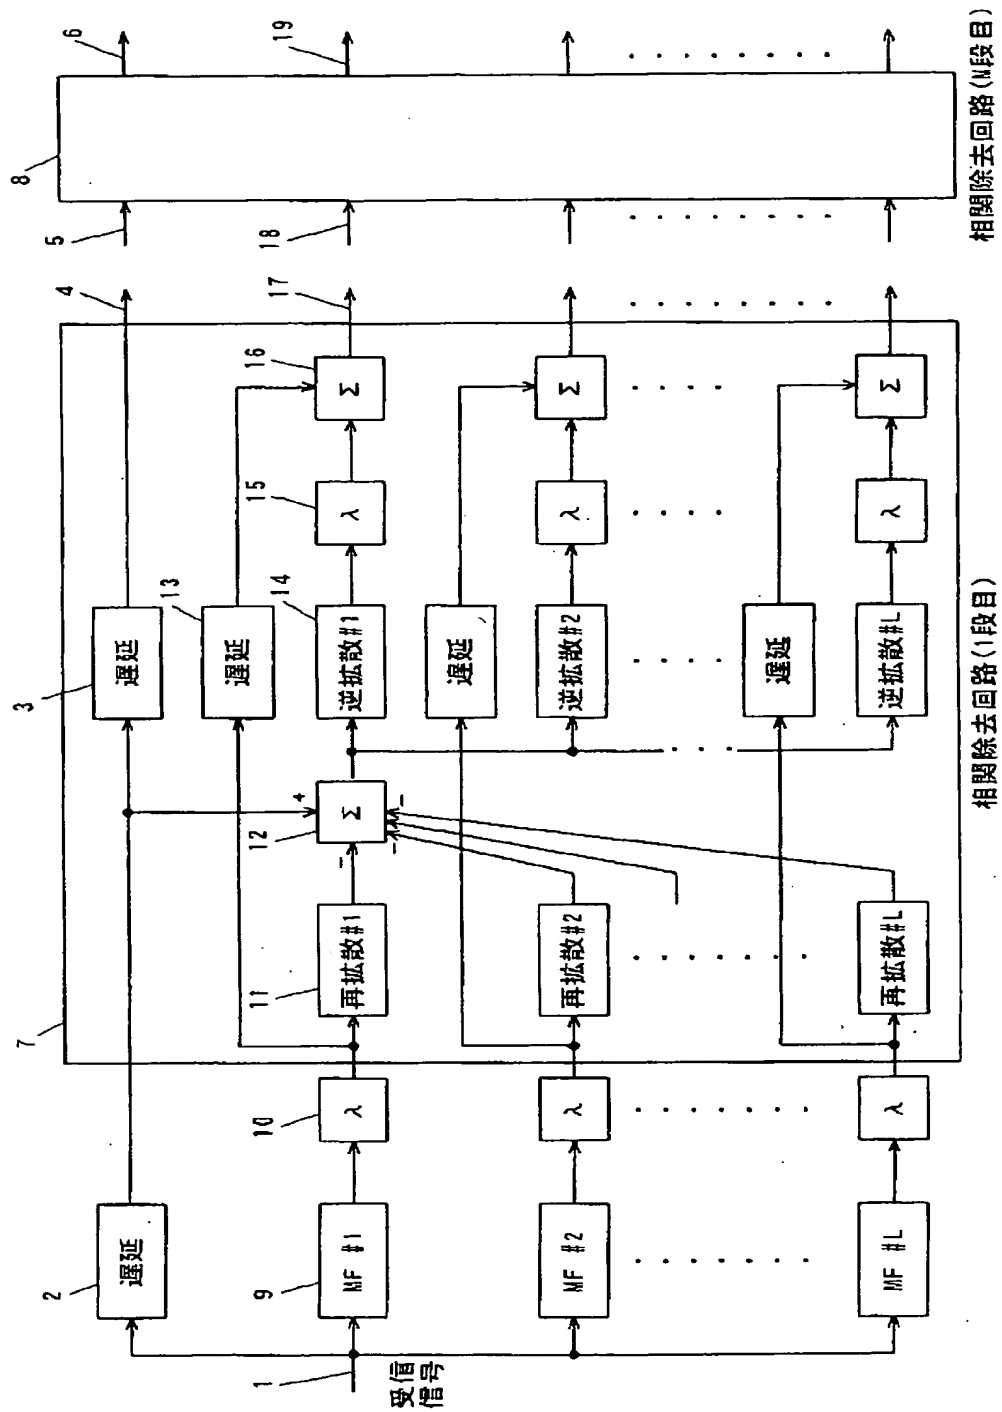 1
受信
信号
2
遅延
9
MF #1
MF #2
MF #L
10
λ
λ
λ
7
11
再拡散#1
再拡散#2
再拡散#L
12
Σ
+
−
−
−
3
遅延
13
遅延
14
逆拡散#1
遅延
逆拡散#2
遅延
逆拡散#L
15
λ
λ
λ
16
Σ
Σ
Σ
4
17
相関除去回路(1段目)
5
18
8
6
19
相関除去回路(M段目)